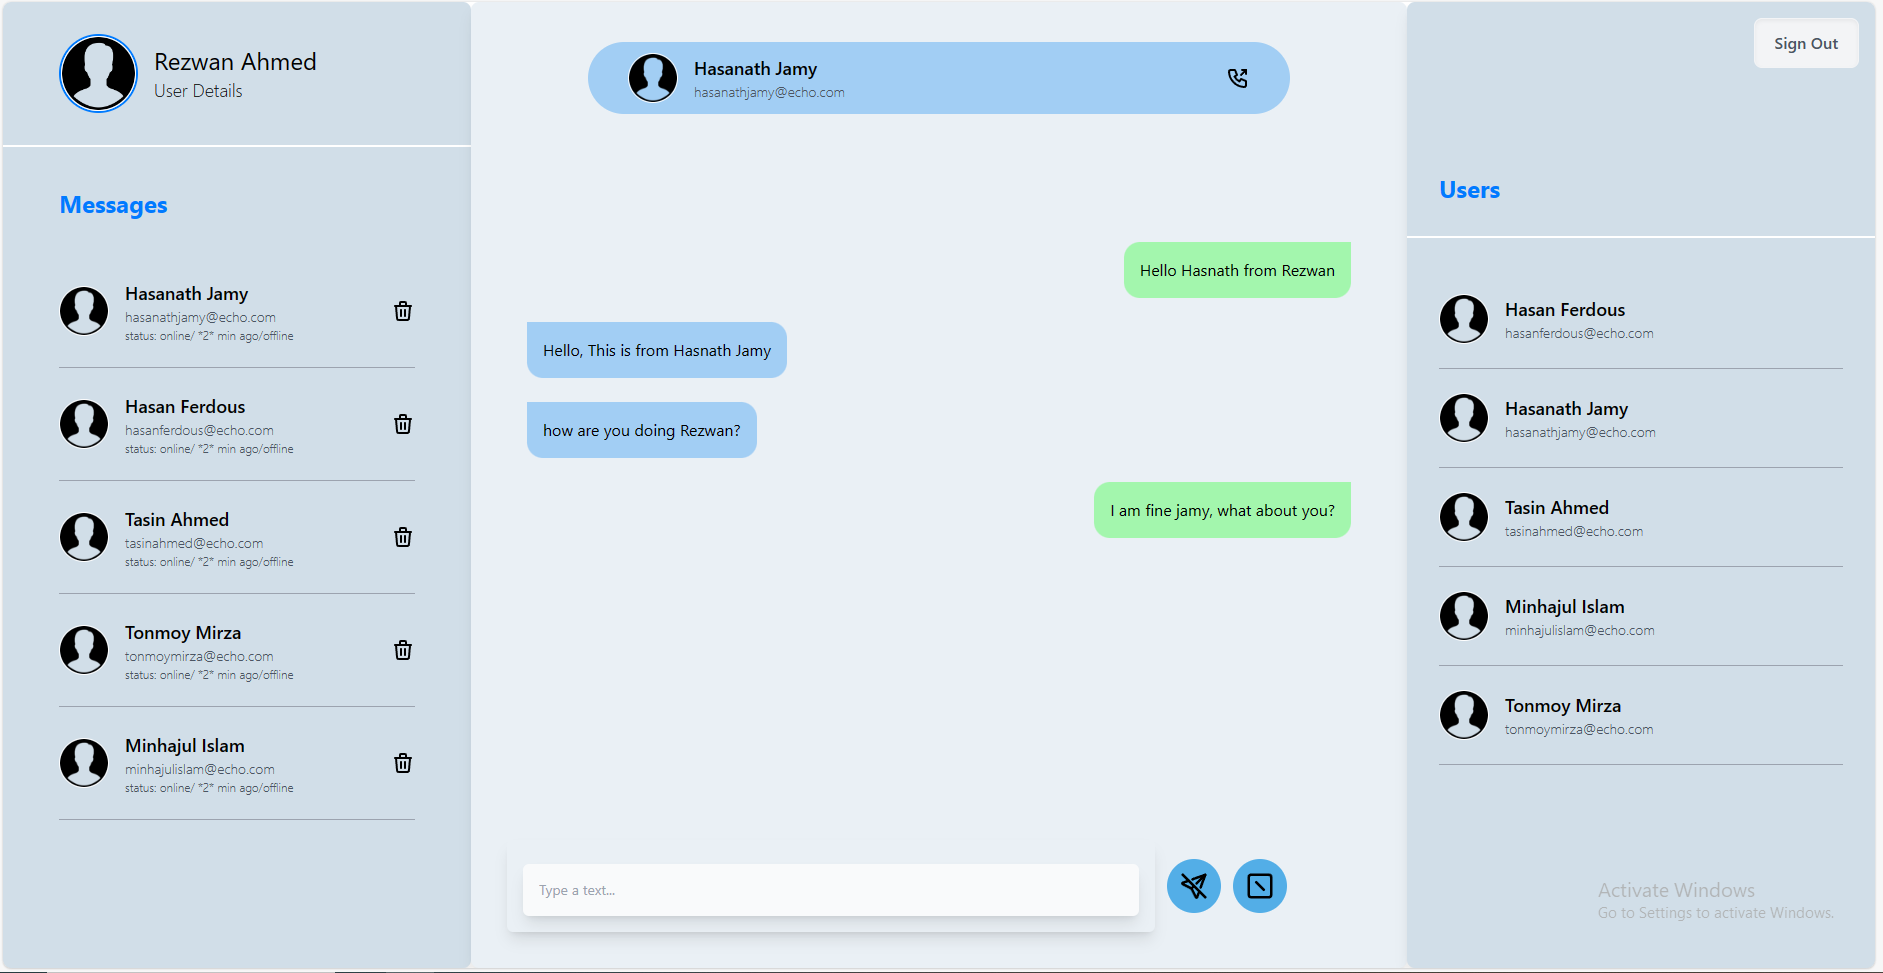 Rezwan Ahmed
User Details
Messages
Hasanath Jamy
hasanathjamy@echo.com
status: online/ *2* min ago/offline
Hasan Ferdous
hasanferdous@echo.com
status: online/ *2* min ago/offline
Tasin Ahmed
tasinahmed@echo.com
status: online/ *2* min ago/offline
Tonmoy Mirza
tonmoymirza@echo.com
status: online/ *2* min ago/offline
Minhajul Islam
minhajulislam@echo.com
status: online/ *2* min ago/offline
Hasanath Jamy
hasanathjamy@echo.com
Hello Hasnath from Rezwan
Hello, This is from Hasnath Jamy
how are you doing Rezwan?
I am fine jamy, what about you?
Type a text...
Sign Out
Users
Hasan Ferdous
hasanferdous@echo.com
Hasanath Jamy
hasanathjamy@echo.com
Tasin Ahmed
tasinahmed@echo.com
Minhajul Islam
minhajulislam@echo.com
Tonmoy Mirza
tonmoymirza@echo.com
Activate Windows
Go to Settings to activate Windows.